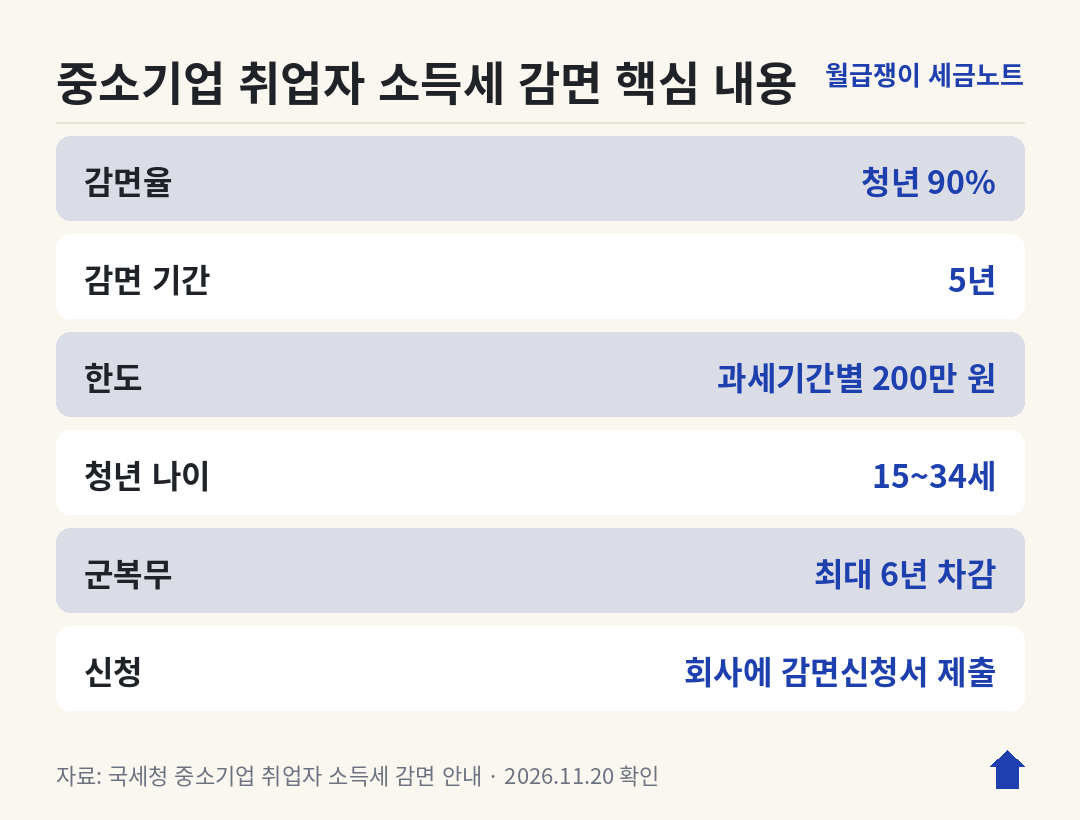 중소기업 취업자 소득세 감면 핵심 내용 월급쟁이 세금노트
감면율 청년 90%
감면 기간 5년
한도 과세기간별 200만 원
청년 나이 15~34세
군복무 최대 6년 차감
신청 회사에 감면신청서 제출
자료: 국세청 중소기업 취업자 소득세 감면 안내 · 2026.11.20 확인